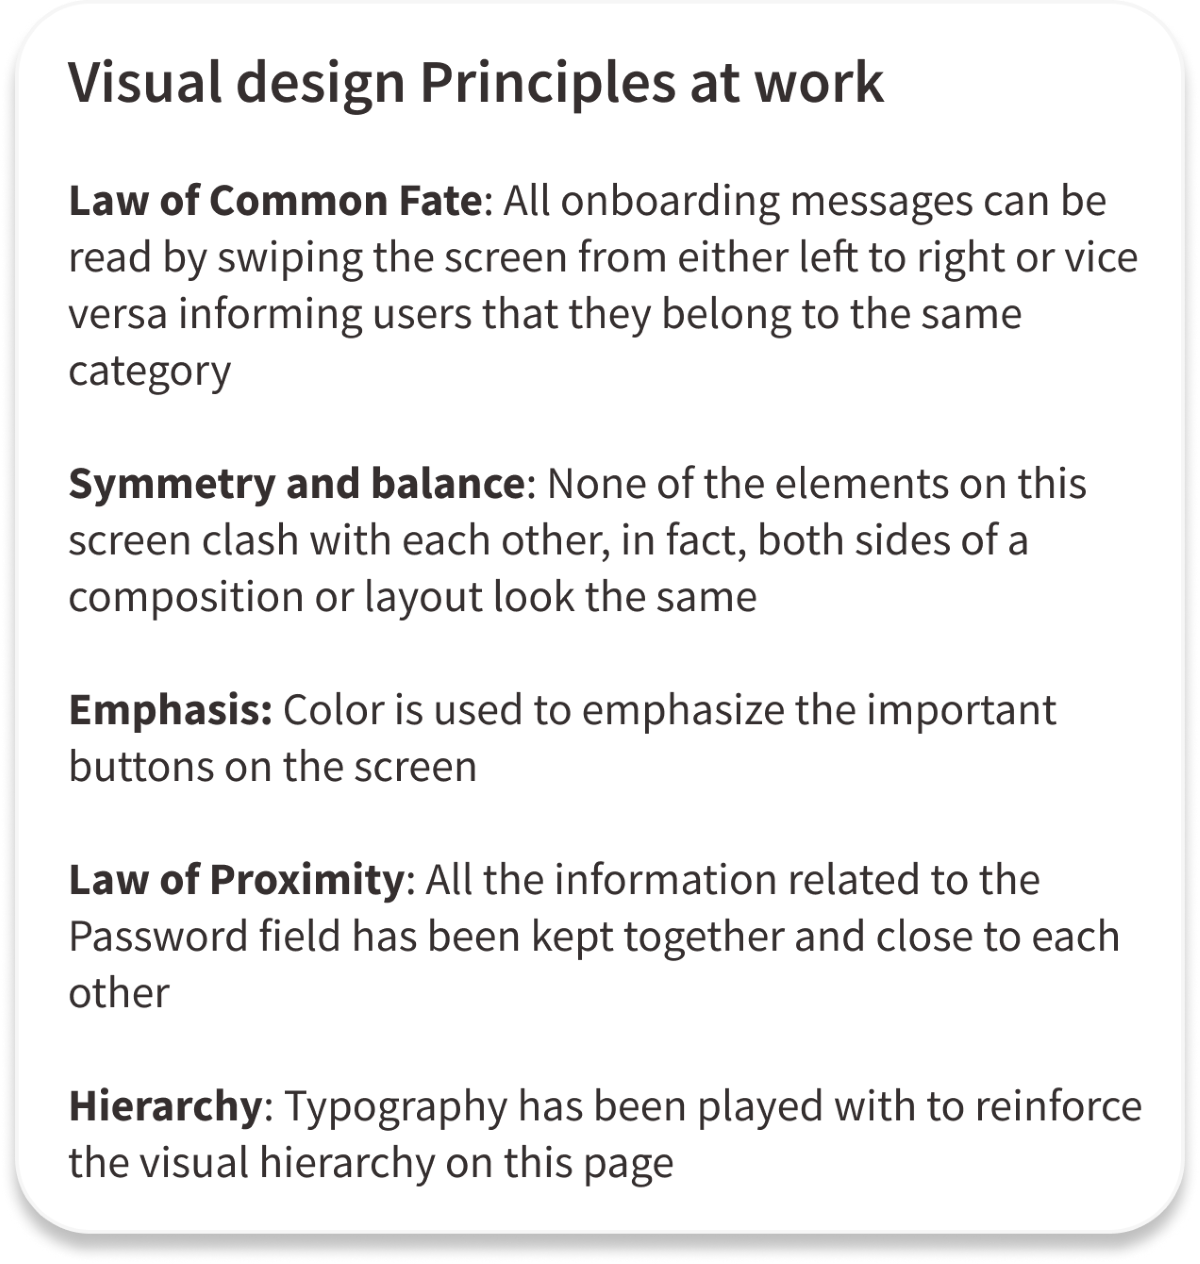 Visual design Principles at work
Law of Common Fate: All onboarding messages can be
read by swiping the screen from either left to right or vice
versa informing users that they belong to the same
category
Symmetry and balance: None of the elements on this
screen clash with each other, in fact, both sides of a
composition or layout look the same
Emphasis: Color is used to emphasize the important
buttons on the screen
Law of Proximity: All the information related to the
Password field has been kept together and close to each
other
Hierarchy: Typography has been played with to reinforce
the visual hierarchy on this page